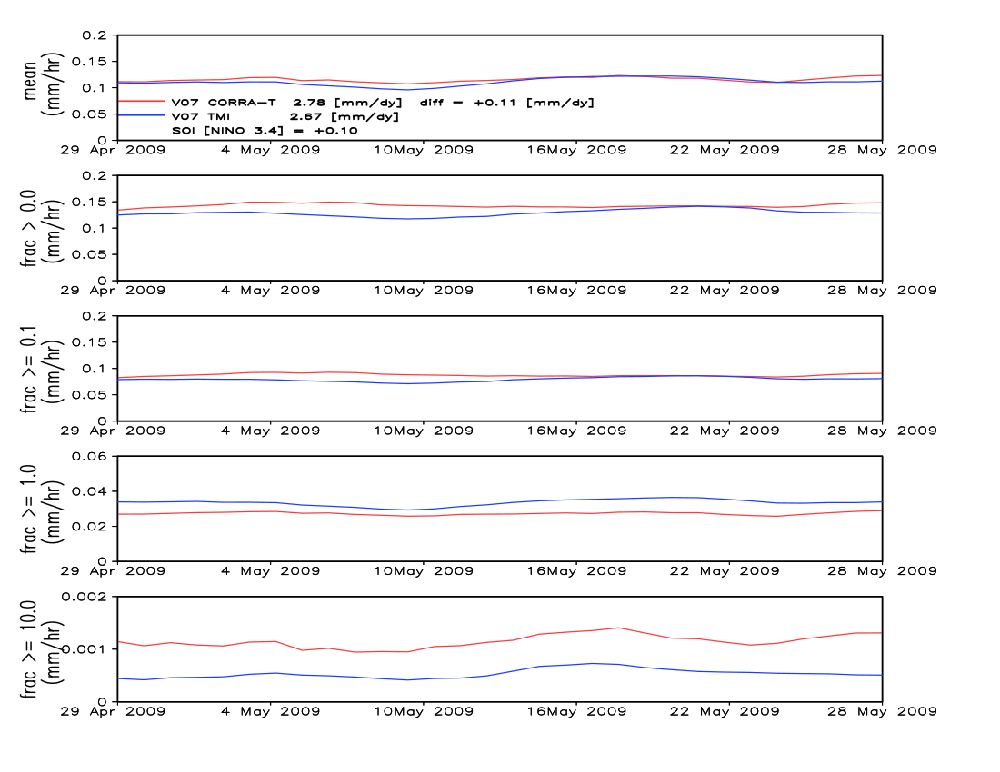 0.2
0.15
0.1
0.05
0
mean
(mm/hr)
V07 CORRA-T 2.78 [mm/dy] diff = +0.11 [mm/dy]
V07 TMI 2.67 [mm/dy]
SOI [NINO 3.4] = +0.10
29 Apr 2009 4 May 2009 10May 2009 16May 2009 22 May 2009 28 May 2009
0.2
0.15
0.1
0.05
0
frac > 0.0
(mm/hr)
29 Apr 2009 4 May 2009 10May 2009 16May 2009 22 May 2009 28 May 2009
0.2
0.15
0.1
0.05
0
frac >= 0.1
(mm/hr)
29 Apr 2009 4 May 2009 10May 2009 16May 2009 22 May 2009 28 May 2009
0.06
0.04
0.02
0
frac >= 1.0
(mm/hr)
29 Apr 2009 4 May 2009 10May 2009 16May 2009 22 May 2009 28 May 2009
0.002
0.001
0
frac >= 10.0
(mm/hr)
29 Apr 2009 4 May 2009 10May 2009 16May 2009 22 May 2009 28 May 2009